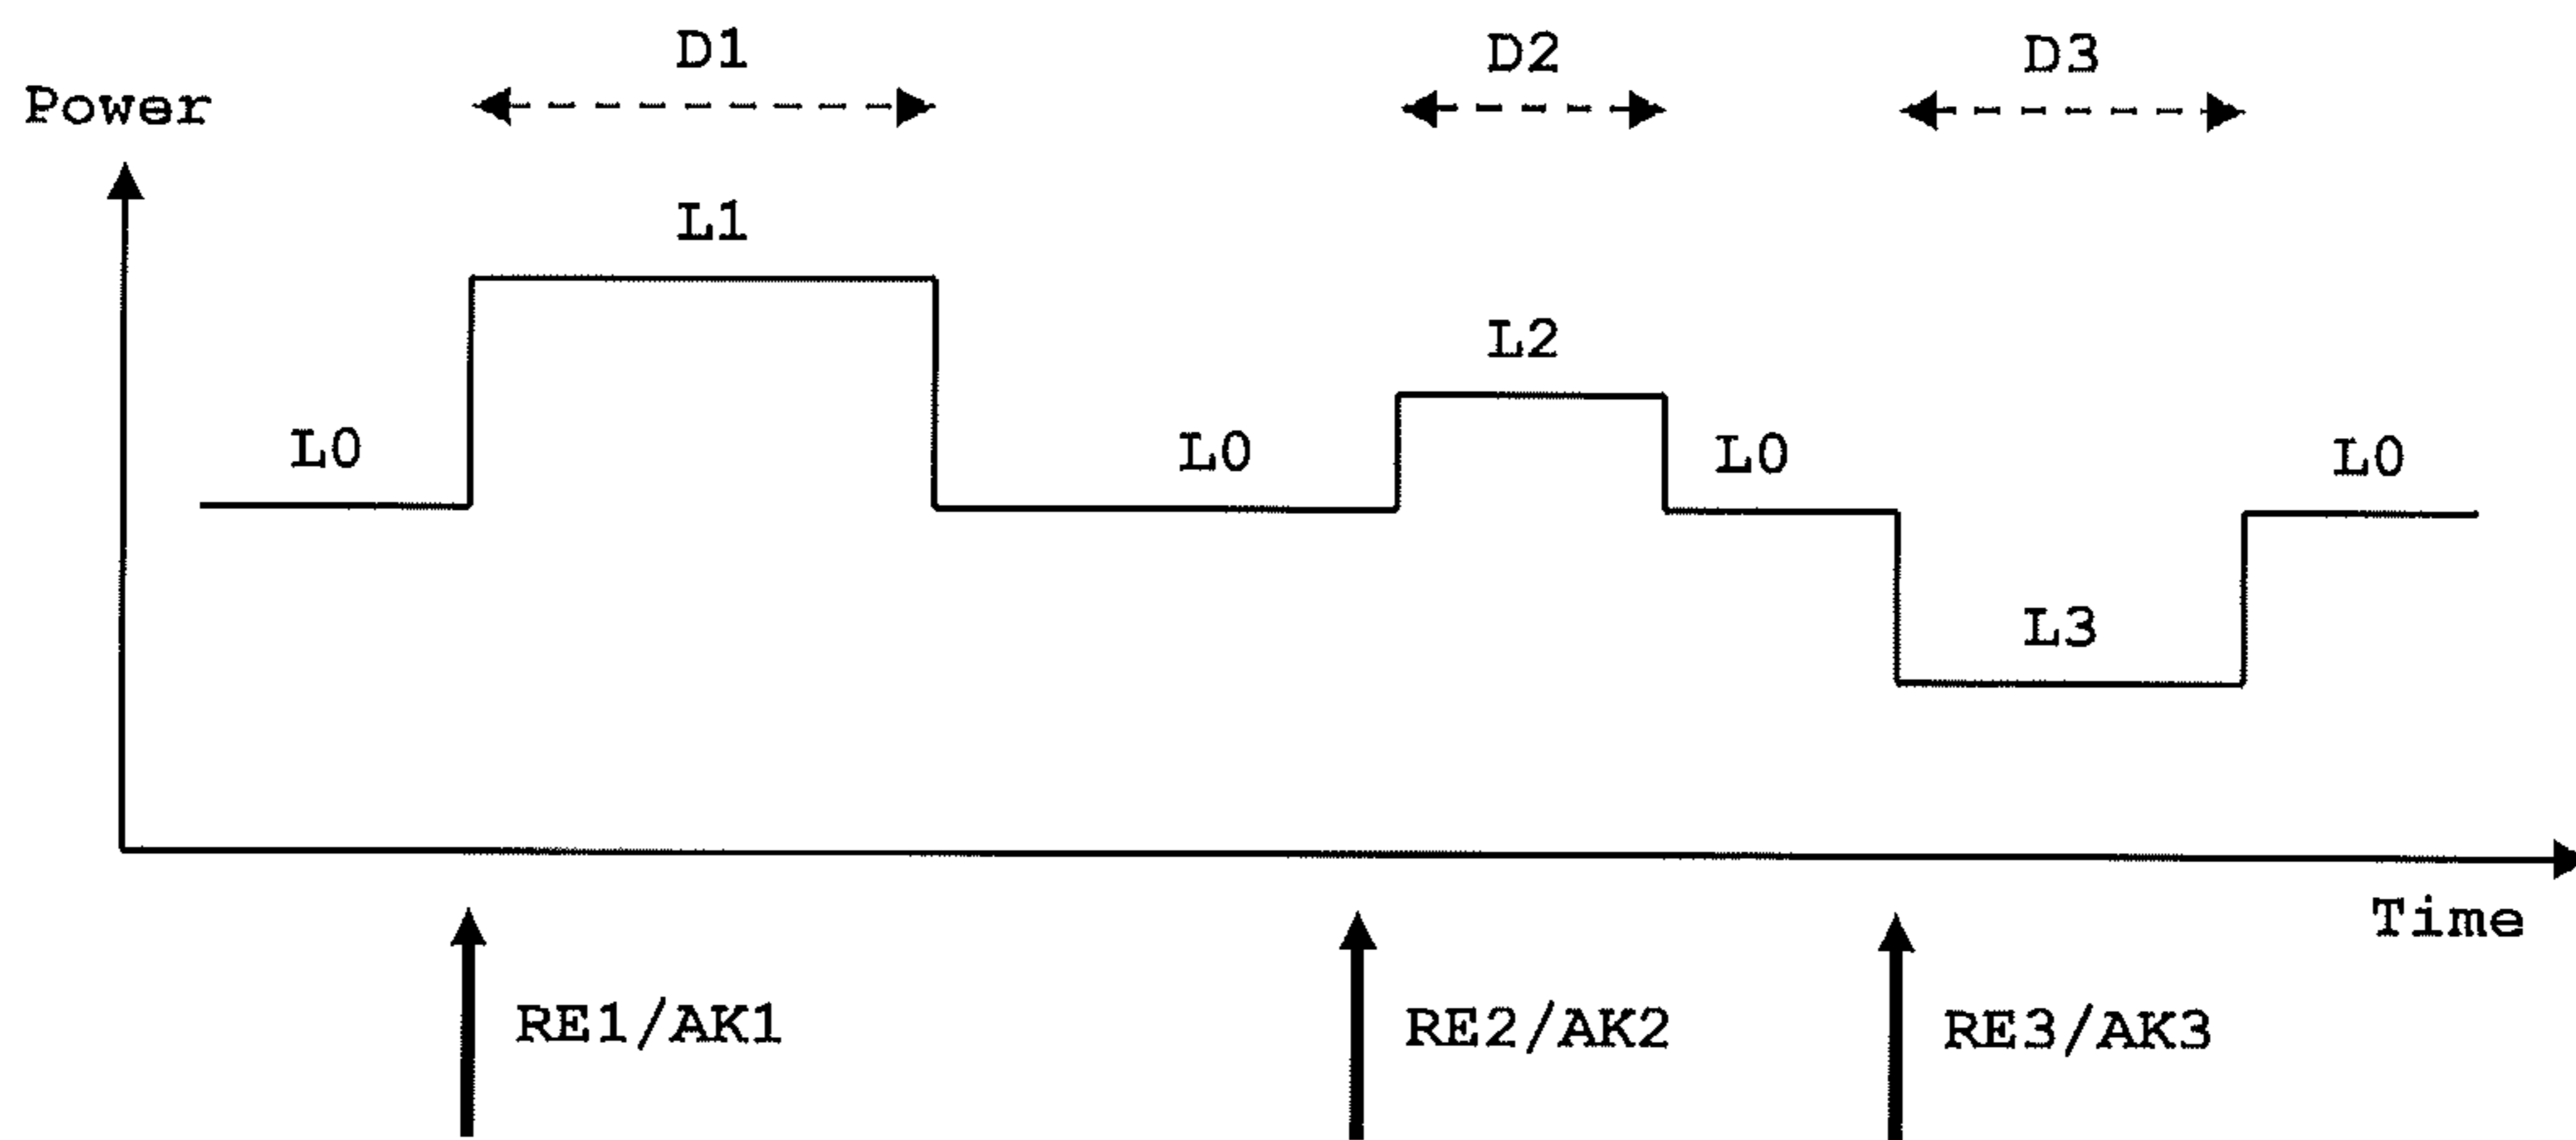 D1 D2 D3
Power
L1
L2
L0 L0 L0 L0
L3
Time
RE1/AK1 RE2/AK2 RE3/AK3